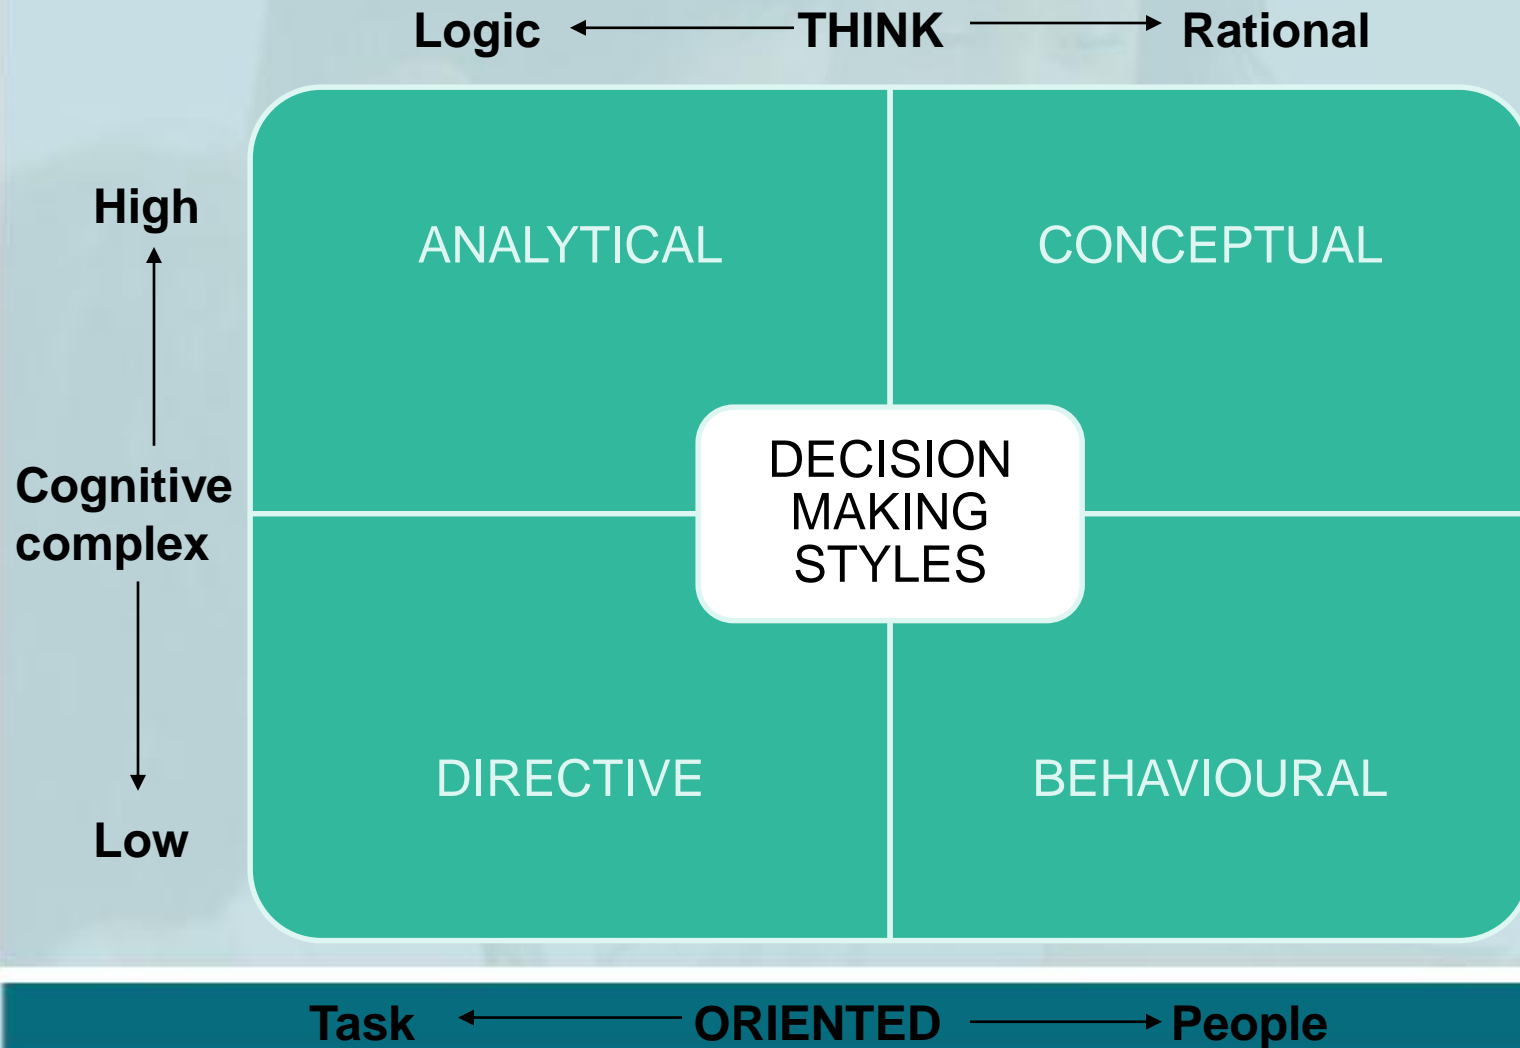 Logic THINK Rational
High
ANALYTICAL CONCEPTUAL
Cognitive
complex
DECISION
MAKING
STYLES
DIRECTIVE BEHAVIOURAL
Low
Task ORIENTED People